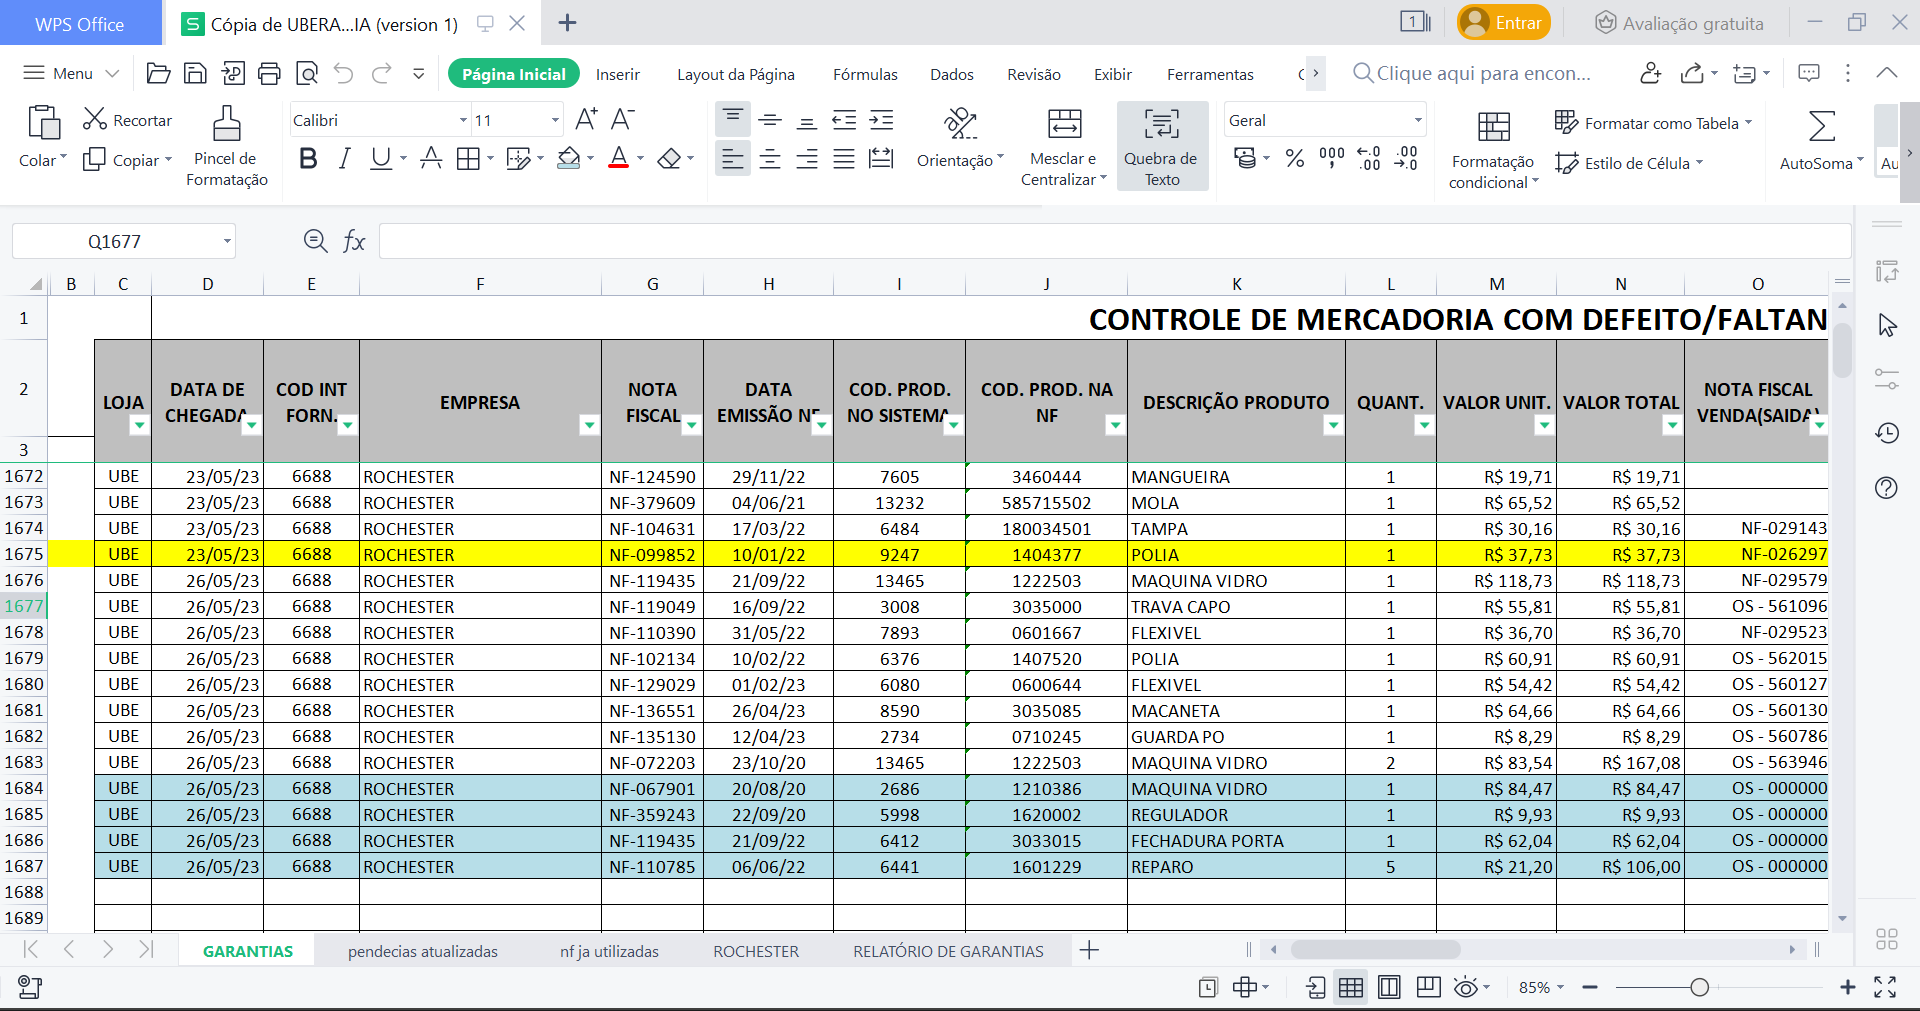 WPS Office
S Cópia de UBERA...IA (version 1)
1
Entrar
Avaliação gratuita
Menu
Página Inicial
Inserir
Layout da Página
Fórmulas
Dados
Revisão
Exibir
Ferramentas
Clique aqui para encon...
Colar
Recortar
Copiar
Pincel de
Formatação
Calibri
11
Orientação
Mesclar e
Centralizar
Quebra de
Texto
Geral
Formatação
condicional
Formatar como Tabela
Estilo de Célula
AutoSoma
Au
Q1677
fx
B C D E F G H I J K L M N O
1 CONTROLE DE MERCADORIA COM DEFEITO/FALTAN
2 LOJA DATA DE CHEGADA COD INT FORN. EMPRESA NOTA FISCAL DATA EMISSÃO NF COD. PROD. NO SISTEMA COD. PROD. NA NF DESCRIÇÃO PRODUTO QUANT. VALOR UNIT. VALOR TOTAL NOTA FISCAL VENDA(SAIDA)
3
1672 UBE 23/05/23 6688 ROCHESTER NF-124590 29/11/22 7605 3460444 MANGUEIRA 1 R$ 19,71 R$ 19,71
1673 UBE 23/05/23 6688 ROCHESTER NF-379609 04/06/21 13232 585715502 MOLA 1 R$ 65,52 R$ 65,52
1674 UBE 23/05/23 6688 ROCHESTER NF-104631 17/03/22 6484 180034501 TAMPA 1 R$ 30,16 R$ 30,16 NF-029143
1675 UBE 23/05/23 6688 ROCHESTER NF-099852 10/01/22 9247 1404377 POLIA 1 R$ 37,73 R$ 37,73 NF-026297
1676 UBE 26/05/23 6688 ROCHESTER NF-119435 21/09/22 13465 1222503 MAQUINA VIDRO 1 R$ 118,73 R$ 118,73 NF-029579
1677 UBE 26/05/23 6688 ROCHESTER NF-119049 16/09/22 3008 3035000 TRAVA CAPO 1 R$ 55,81 R$ 55,81 OS - 561096
1678 UBE 26/05/23 6688 ROCHESTER NF-110390 31/05/22 7893 0601667 FLEXIVEL 1 R$ 36,70 R$ 36,70 NF-029523
1679 UBE 26/05/23 6688 ROCHESTER NF-102134 10/02/22 6376 1407520 POLIA 1 R$ 60,91 R$ 60,91 OS - 562015
1680 UBE 26/05/23 6688 ROCHESTER NF-129029 01/02/23 6080 0600644 FLEXIVEL 1 R$ 54,42 R$ 54,42 OS - 560127
1681 UBE 26/05/23 6688 ROCHESTER NF-136551 26/04/23 8590 3035085 MACANETA 1 R$ 64,66 R$ 64,66 OS - 560130
1682 UBE 26/05/23 6688 ROCHESTER NF-135130 12/04/23 2734 0710245 GUARDA PO 1 R$ 8,29 R$ 8,29 OS - 560786
1683 UBE 26/05/23 6688 ROCHESTER NF-072203 23/10/20 13465 1222503 MAQUINA VIDRO 2 R$ 83,54 R$ 167,08 OS - 563946
1684 UBE 26/05/23 6688 ROCHESTER NF-067901 20/08/20 2686 1210386 MAQUINA VIDRO 1 R$ 84,47 R$ 84,47 OS - 000000
1685 UBE 26/05/23 6688 ROCHESTER NF-359243 22/09/20 5998 1620002 REGULADOR 1 R$ 9,93 R$ 9,93 OS - 000000
1686 UBE 26/05/23 6688 ROCHESTER NF-119435 21/09/22 6412 3033015 FECHADURA PORTA 1 R$ 62,04 R$ 62,04 OS - 000000
1687 UBE 26/05/23 6688 ROCHESTER NF-110785 06/06/22 6441 1601229 REPARO 5 R$ 21,20 R$ 106,00 OS - 000000
1688
1689
GARANTIAS
pendecias atualizadas
nf ja utilizadas
ROCHESTER
RELATÓRIO DE GARANTIAS
85%